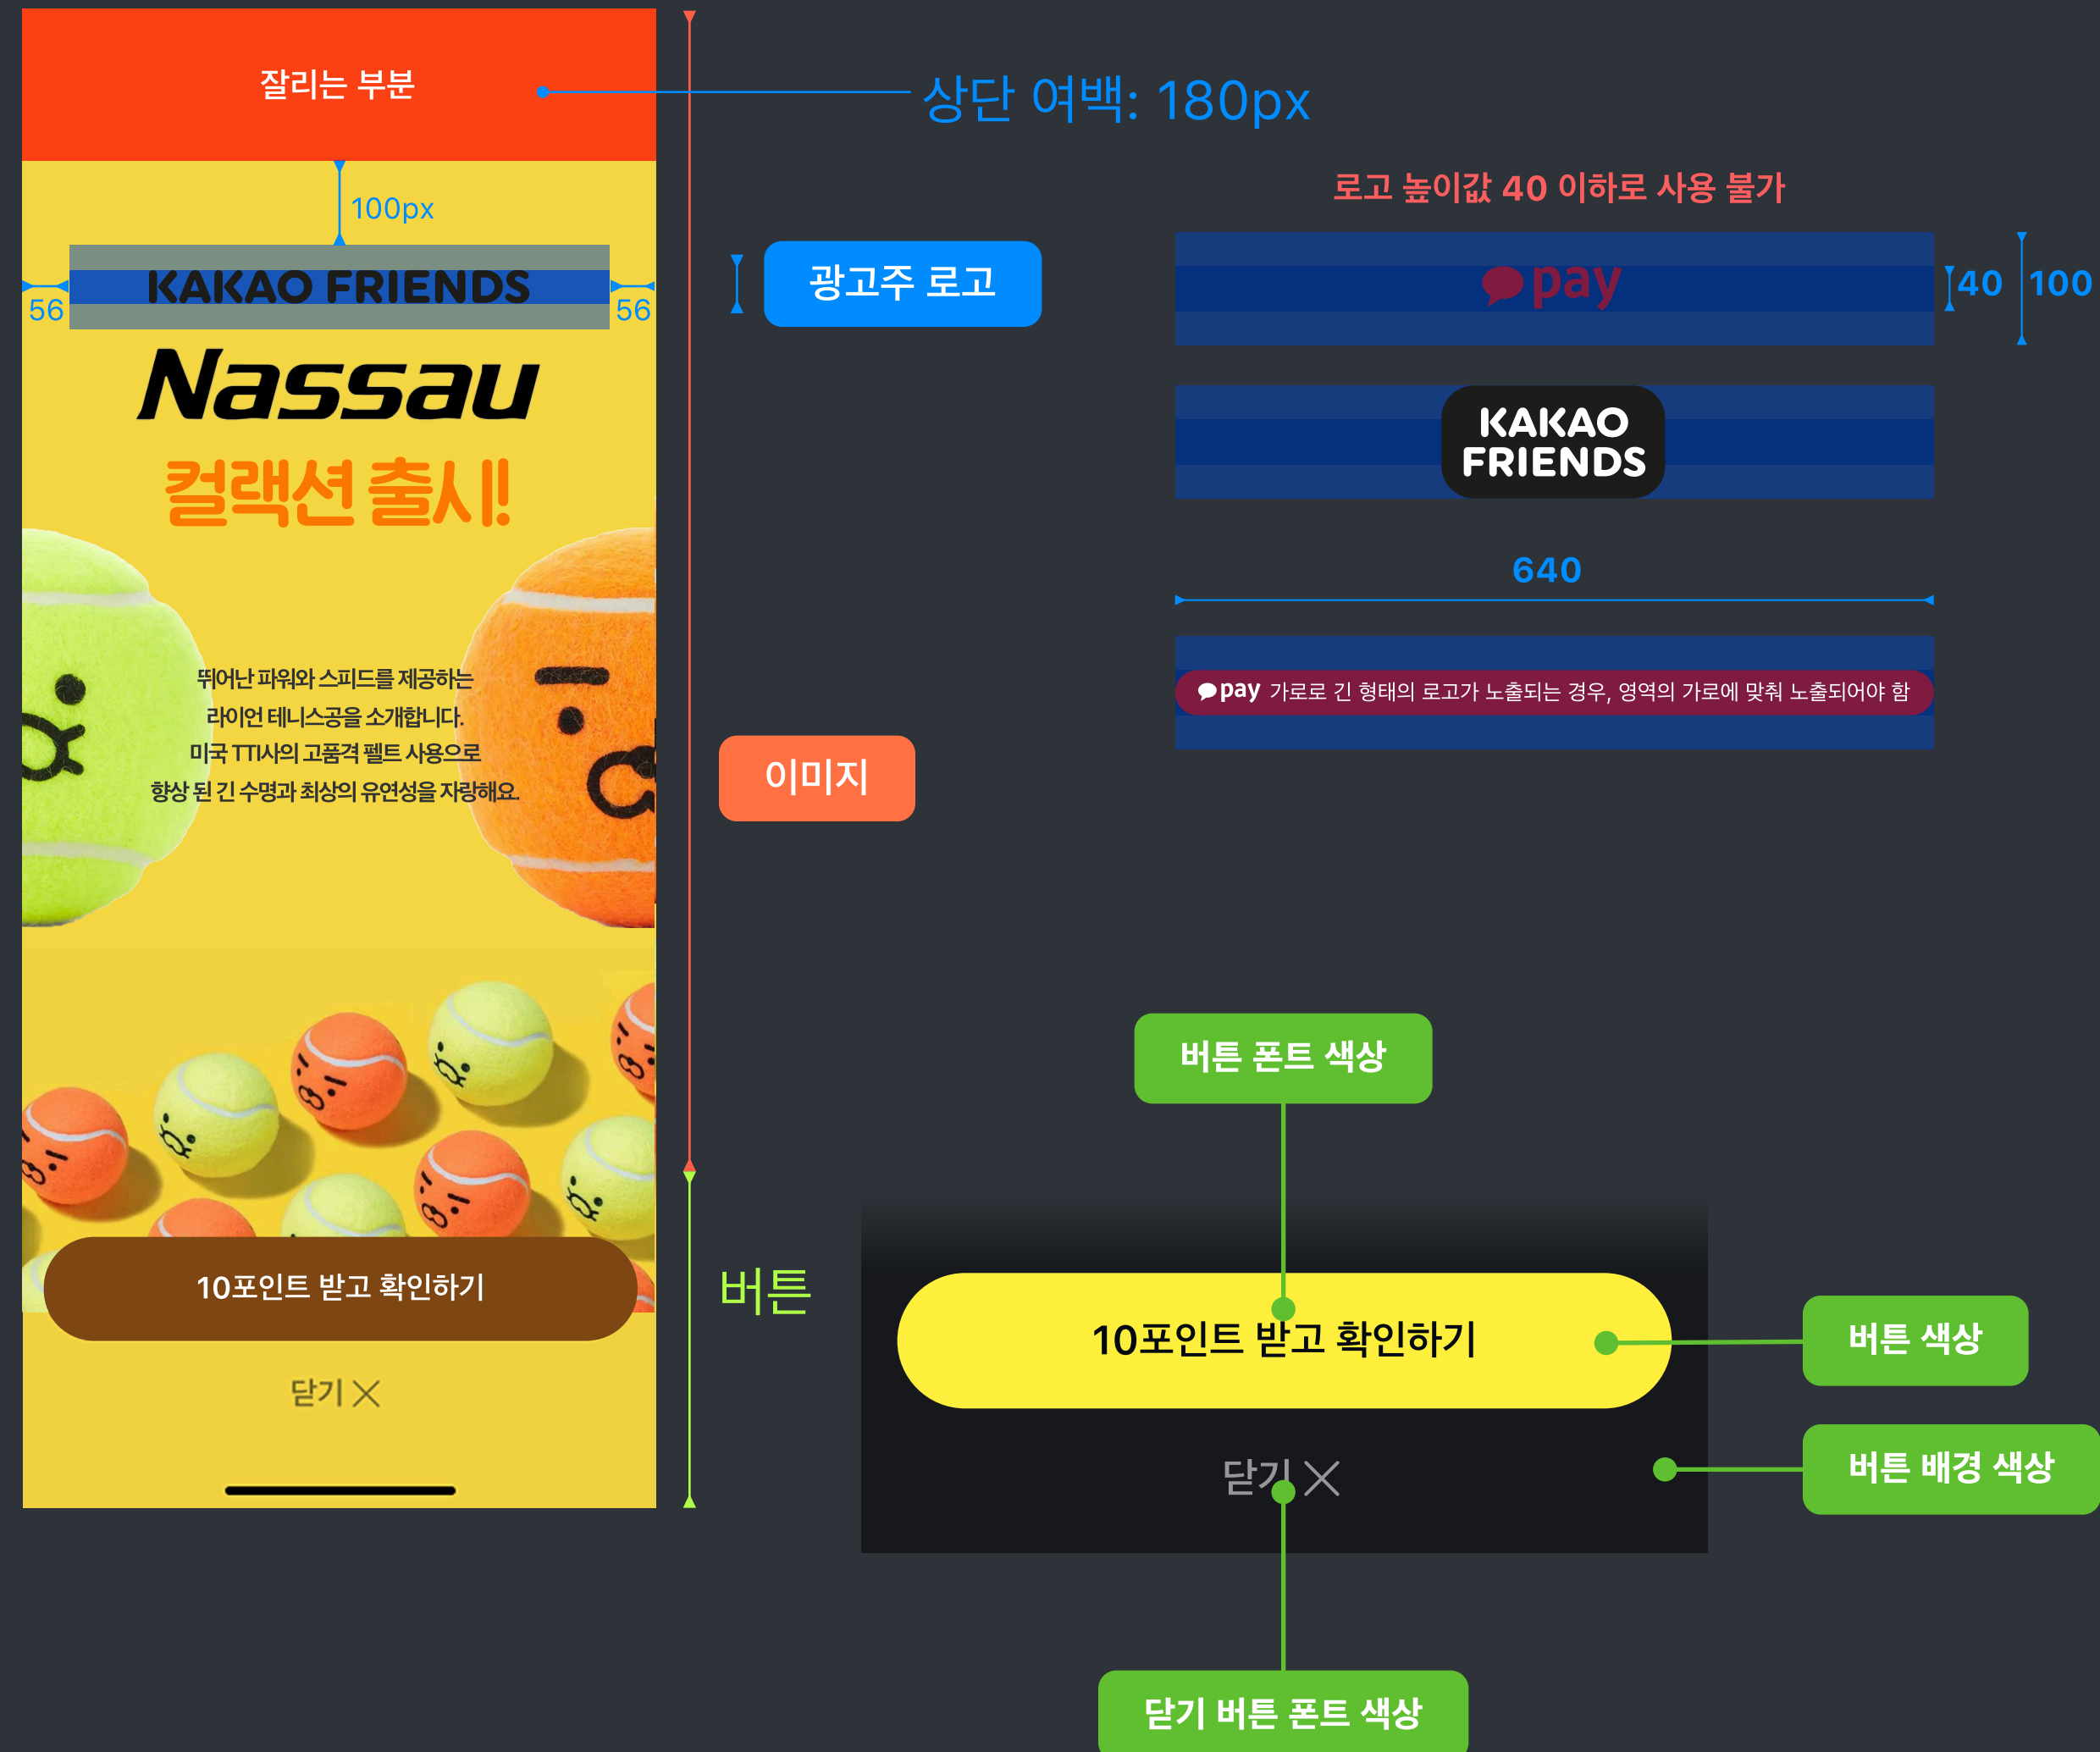 잘리는 부분
상단 여백: 180px
100px
56
KAKAO FRIENDS
56
Nassau
컬랙션 출시!
뛰어난 파워와 스피드를 제공하는
라이언 테니스공을 소개합니다.
미국 TTI사의 고품격 펠트 사용으로
향상 된 긴 수명과 최상의 유연성을 자랑해요.
10포인트 받고 확인하기
닫기
광고주 로고
이미지
버튼
로고 높이값 40 이하로 사용 불가
pay
40
100
KAKAO
FRIENDS
640
pay 가로로 긴 형태의 로고가 노출되는 경우, 영역의 가로에 맞춰 노출되어야 함
버튼 폰트 색상
10포인트 받고 확인하기
버튼 색상
닫기
버튼 배경 색상
닫기 버튼 폰트 색상